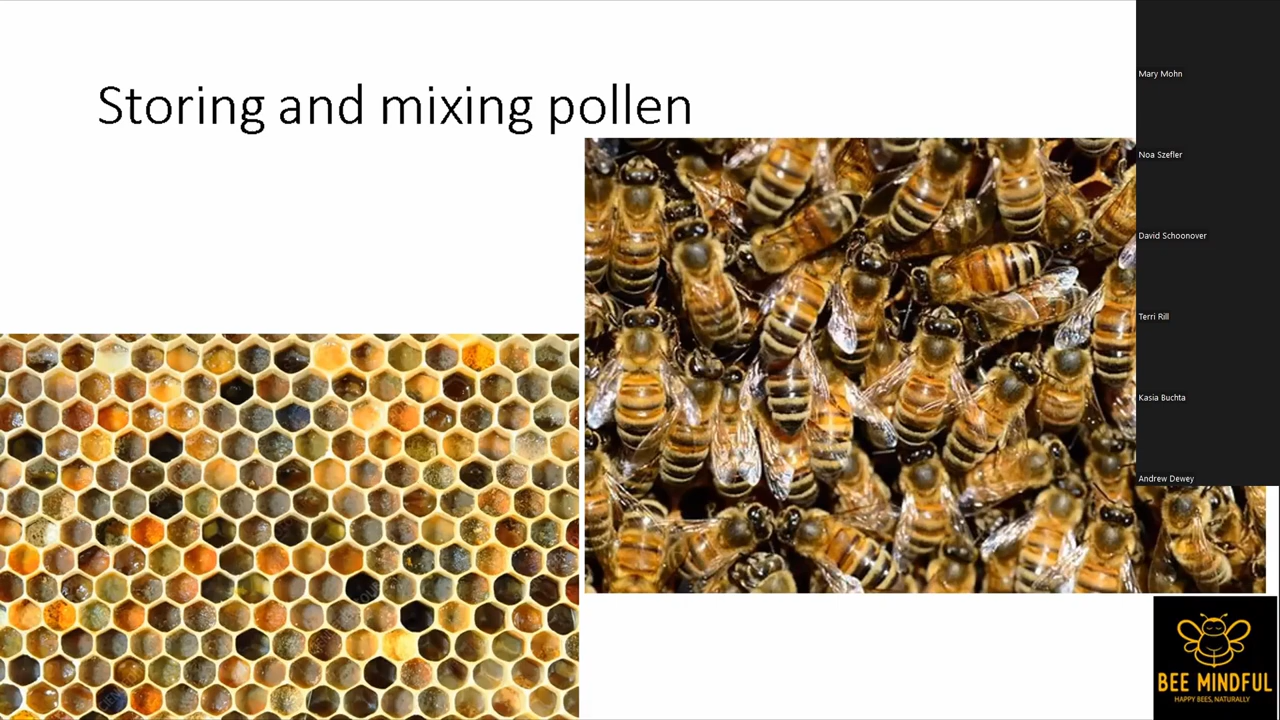 Storing and mixing pollen
Mary Mohn
Noa Szefler
David Schoonover
Terri Rill
Kasia Buchta
Andrew Dewey
BEE MINDFUL
HAPPY BEES, NATURALLY